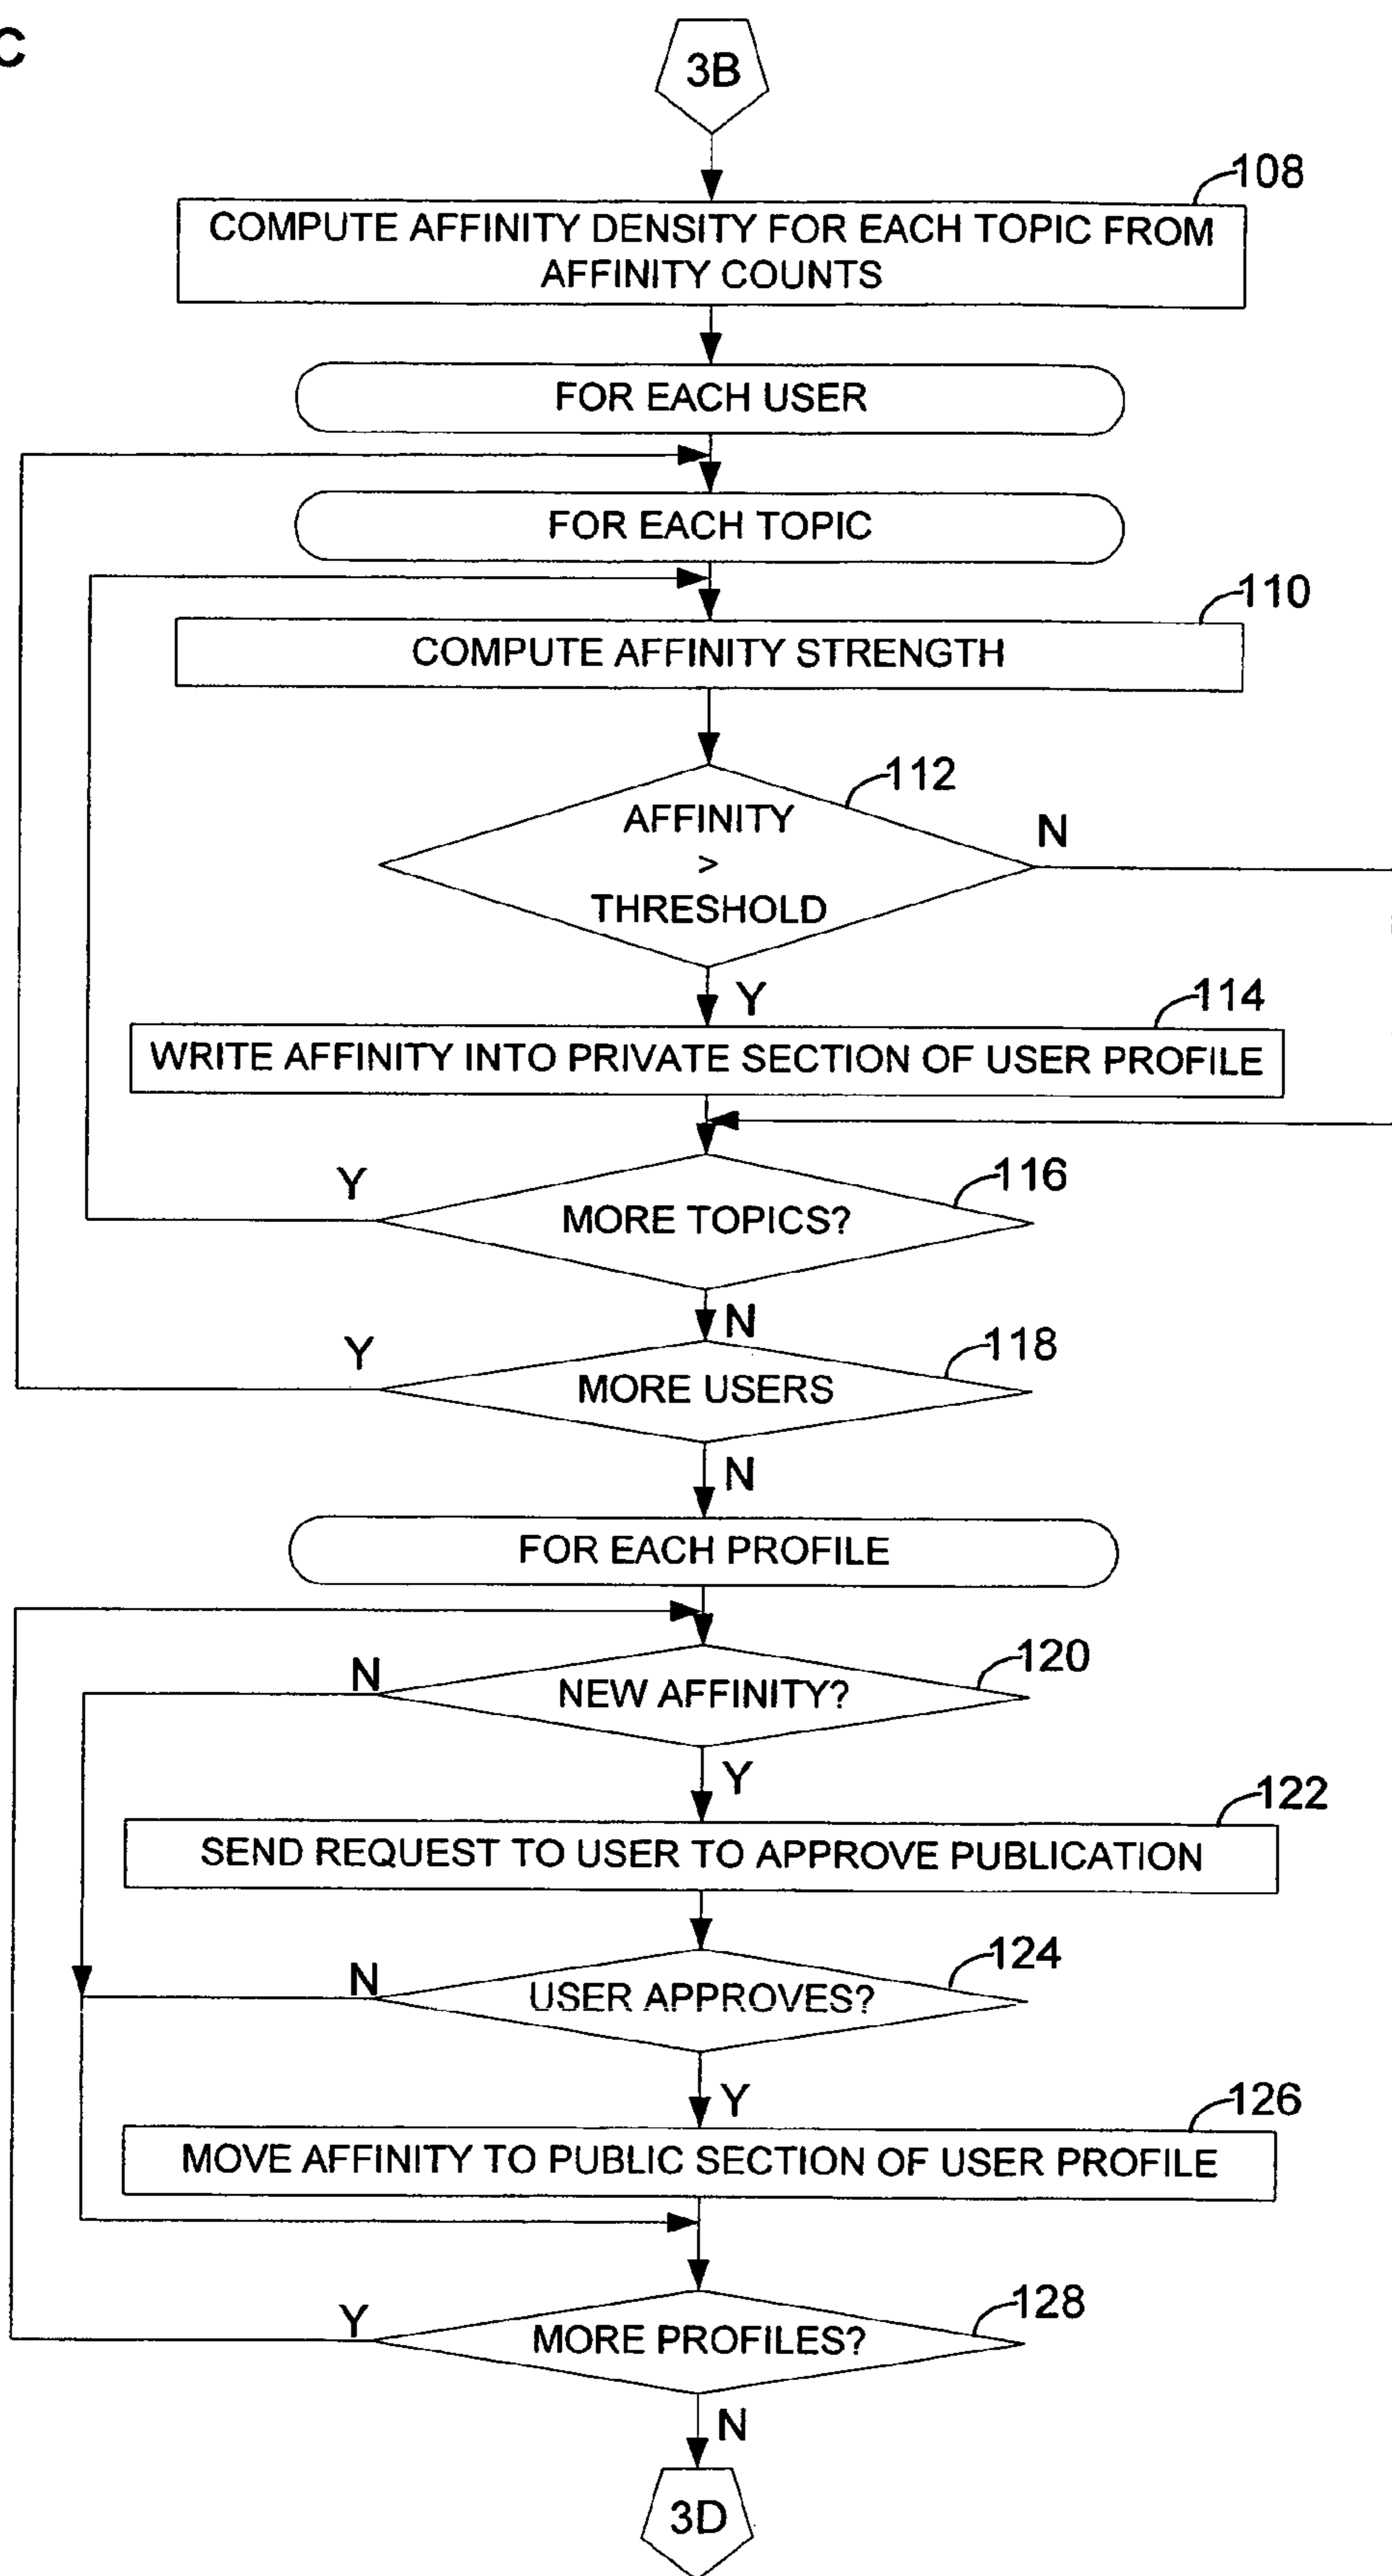 C
3B
108
COMPUTE AFFINITY DENSITY FOR EACH TOPIC FROM
AFFINITY COUNTS
FOR EACH USER
FOR EACH TOPIC
110
COMPUTE AFFINITY STRENGTH
112
AFFINITY
>
THRESHOLD
N
Y
114
WRITE AFFINITY INTO PRIVATE SECTION OF USER PROFILE
116
Y
MORE TOPICS?
N
118
Y
MORE USERS
N
FOR EACH PROFILE
120
N
NEW AFFINITY?
Y
122
SEND REQUEST TO USER TO APPROVE PUBLICATION
124
N
USER APPROVES?
Y
126
MOVE AFFINITY TO PUBLIC SECTION OF USER PROFILE
128
Y
MORE PROFILES?
N
3D